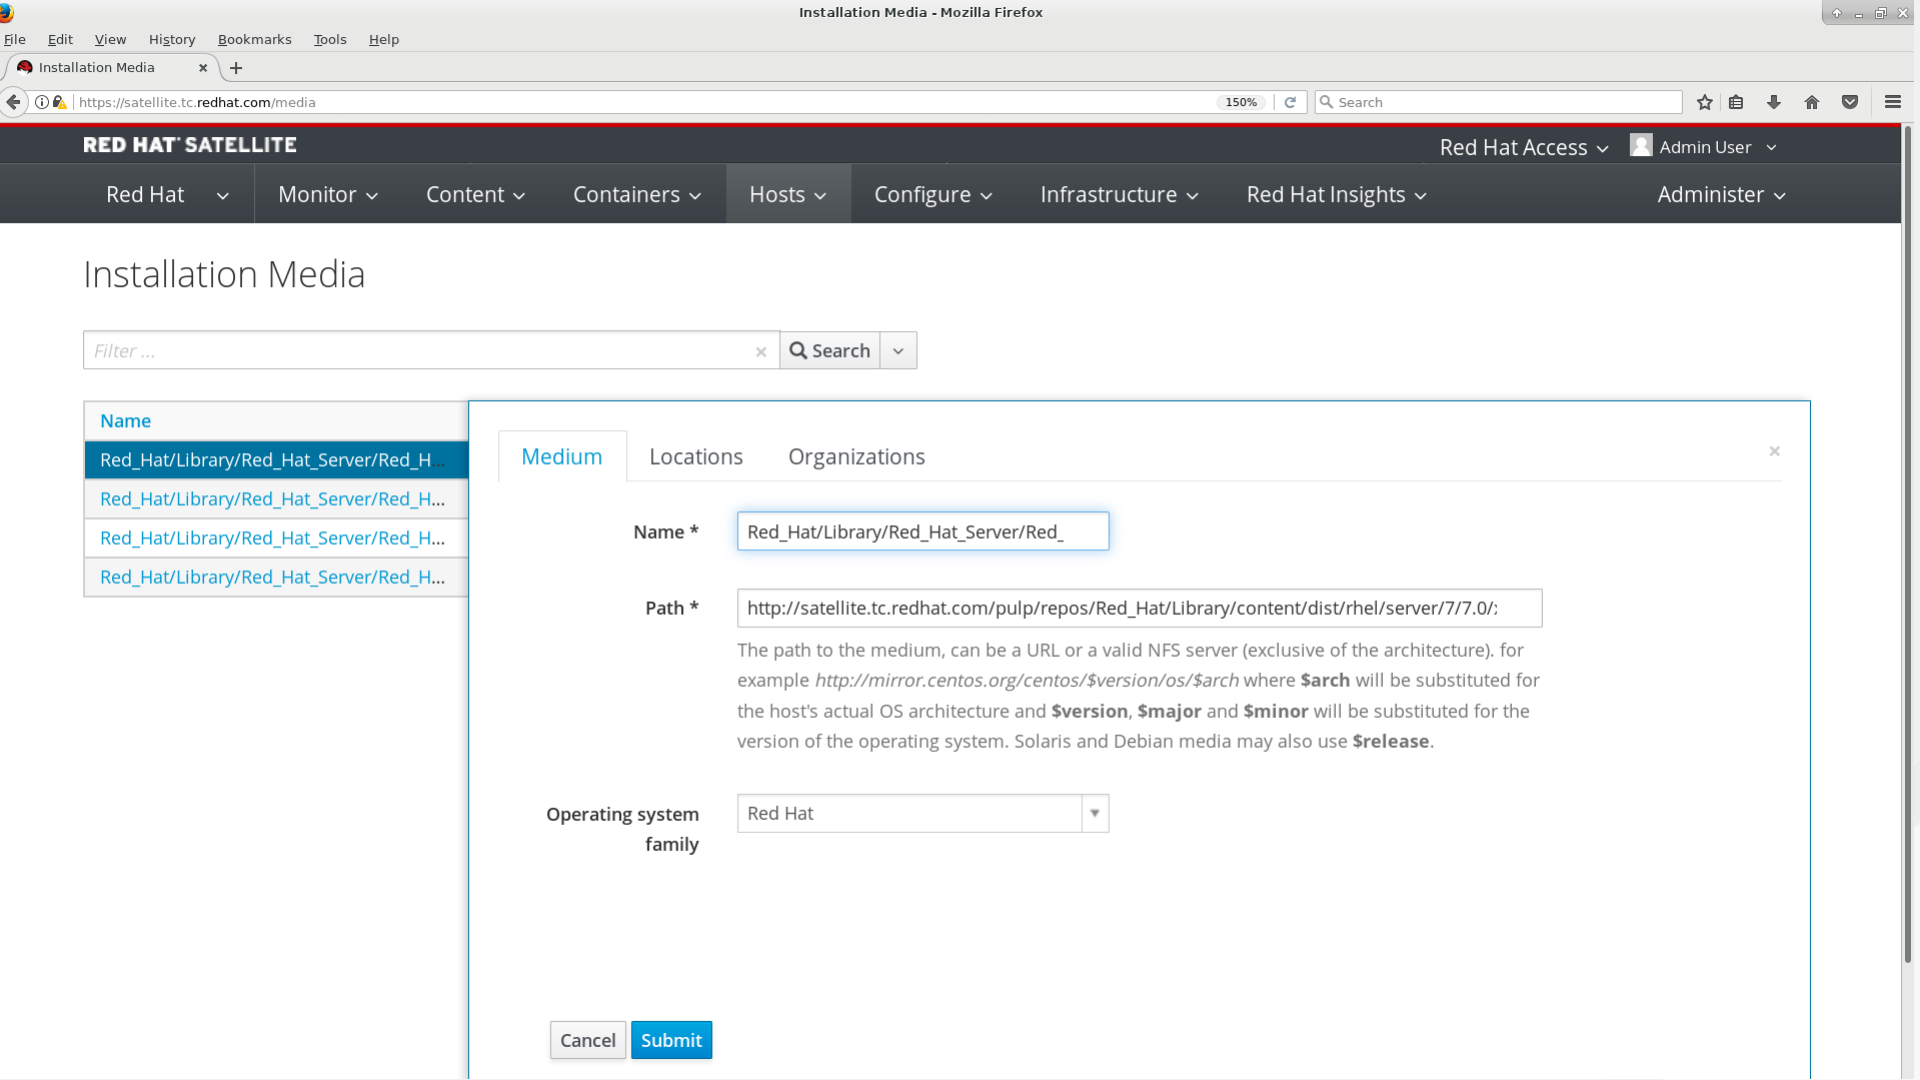 Installation Media - Mozilla Firefox
File Edit View History Bookmarks Tools Help
Installation Media
https://satellite.tc.redhat.com/media 150% Search
RED HAT SATELLITE Red Hat Access Admin User
Red Hat Monitor Content Containers Hosts Configure Infrastructure Red Hat Insights Administer
Installation Media
Filter ... Search
Name
Red_Hat/Library/Red_Hat_Server/Red_H...
Red_Hat/Library/Red_Hat_Server/Red_H...
Red_Hat/Library/Red_Hat_Server/Red_H...
Red_Hat/Library/Red_Hat_Server/Red_H...
Medium Locations Organizations
Name * Red_Hat/Library/Red_Hat_Server/Red_
Path * http://satellite.tc.redhat.com/pulp/repos/Red_Hat/Library/content/dist/rhel/server/7/7.0/
The path to the medium, can be a URL or a valid NFS server (exclusive of the architecture). for
example http://mirror.centos.org/centos/$version/os/$arch where $arch will be substituted for
the host's actual OS architecture and $version, $major and $minor will be substituted for the
version of the operating system. Solaris and Debian media may also use $release.
Operating system
family
Red Hat
Cancel Submit